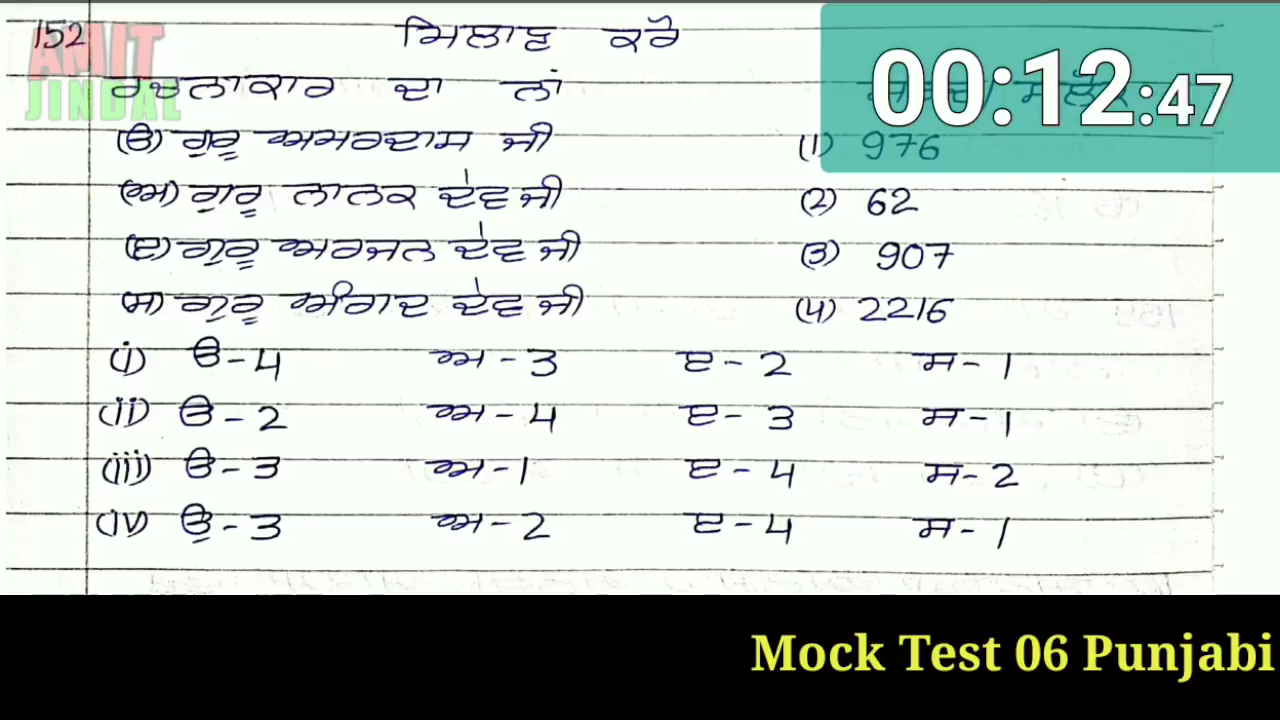 152 ਮਿਲਾਣ ਕਰੋ
AMIT JINDAL
00:12:47
ਰਚਨਾਕਾਰ ਦਾ ਨਾਂ
(ੳ) ਗੁਰੂ ਅਮਰਦਾਸ ਜੀ (1) 976
(ਅ) ਗੁਰੂ ਨਾਨਕ ਦੇਵ ਜੀ (2) 62
(ੲ) ਗੁਰੂ ਅਰਜਨ ਦੇਵ ਜੀ (3) 907
(ਸ) ਗੁਰੂ ਅੰਗਦ ਦੇਵ ਜੀ (4) 2216
(i) ੳ - 4 ਅ - 3 ੲ - 2 ਸ - 1
(ii) ੳ - 2 ਅ - 4 ੲ - 3 ਸ - 1
(iii) ੳ - 3 ਅ - 1 ੲ - 4 ਸ - 2
(iv) ੳ - 3 ਅ - 2 ੲ - 4 ਸ - 1
Mock Test 06 Punjabi